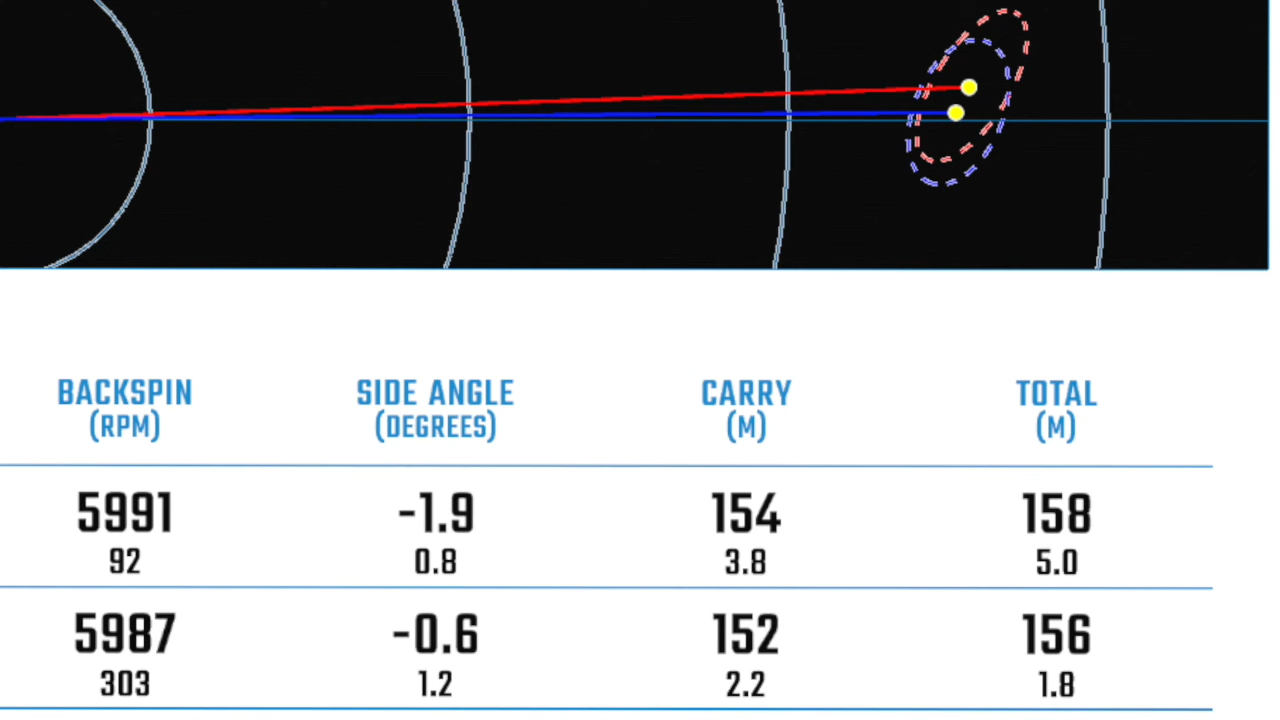 BACKSPIN SIDE ANGLE CARRY TOTAL
(RPM) (DEGREES) (M) (M)
5991 -1.9 154 158
92 0.8 3.8 5.0
5987 -0.6 152 156
303 1.2 2.2 1.8